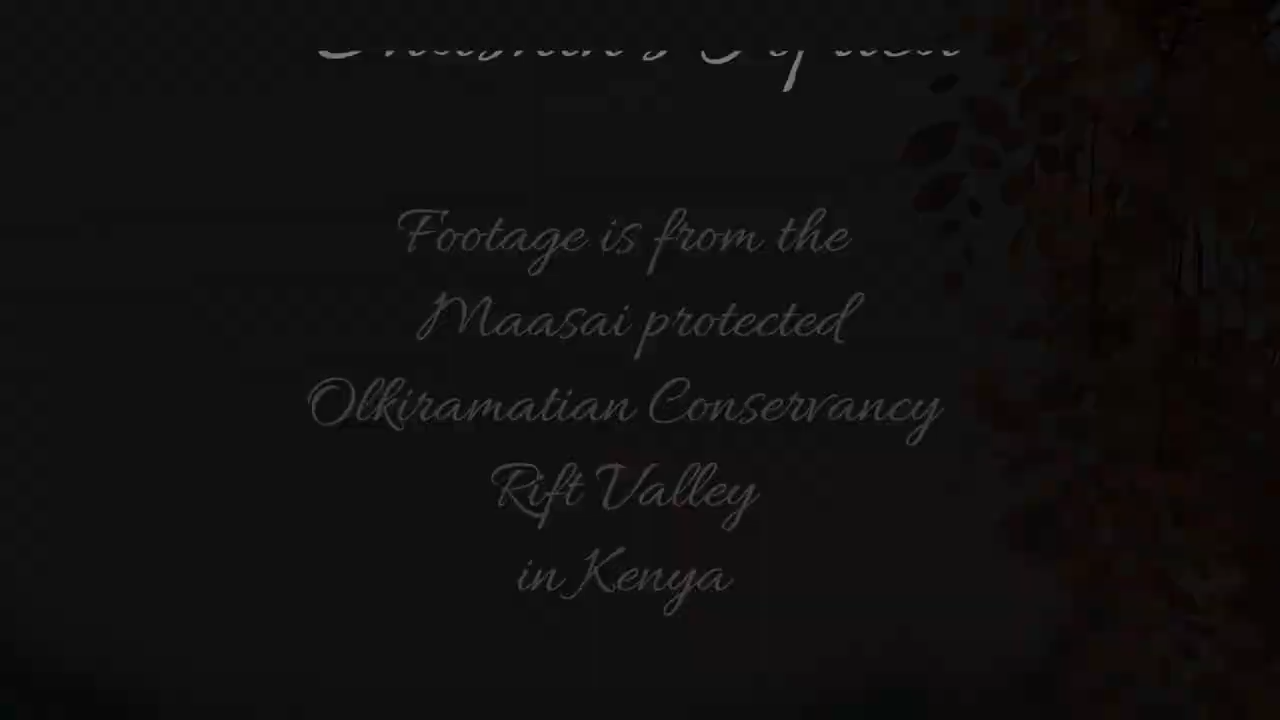 Footage is from the
Maasai protected
Olkiramatian Conservancy
Rift Valley
in Kenya